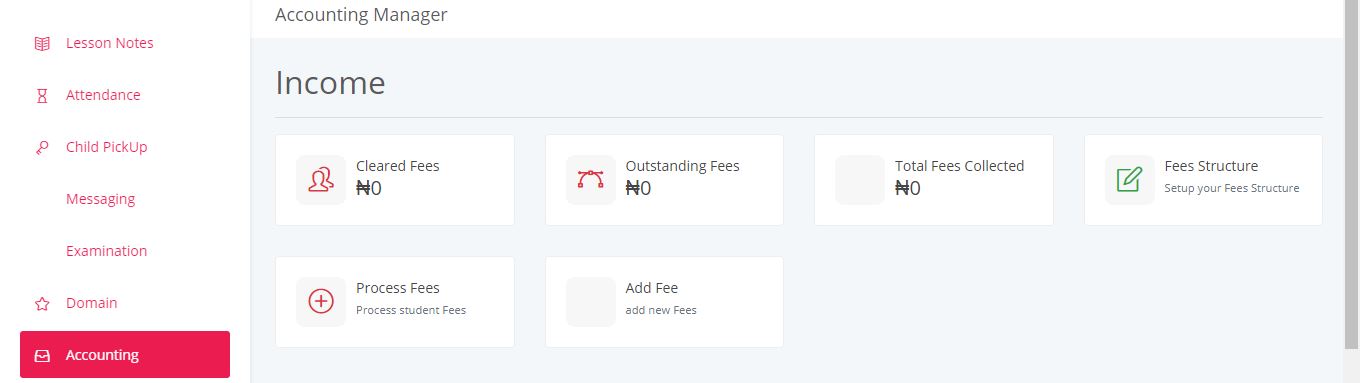 Accounting Manager
Lesson Notes
Attendance
Child PickUp
Messaging
Examination
Domain
Accounting
Income
Cleared Fees
₦0
Outstanding Fees
₦0
Total Fees Collected
₦0
Fees Structure
Setup your Fees Structure
Process Fees
Process student Fees
Add Fee
add new Fees